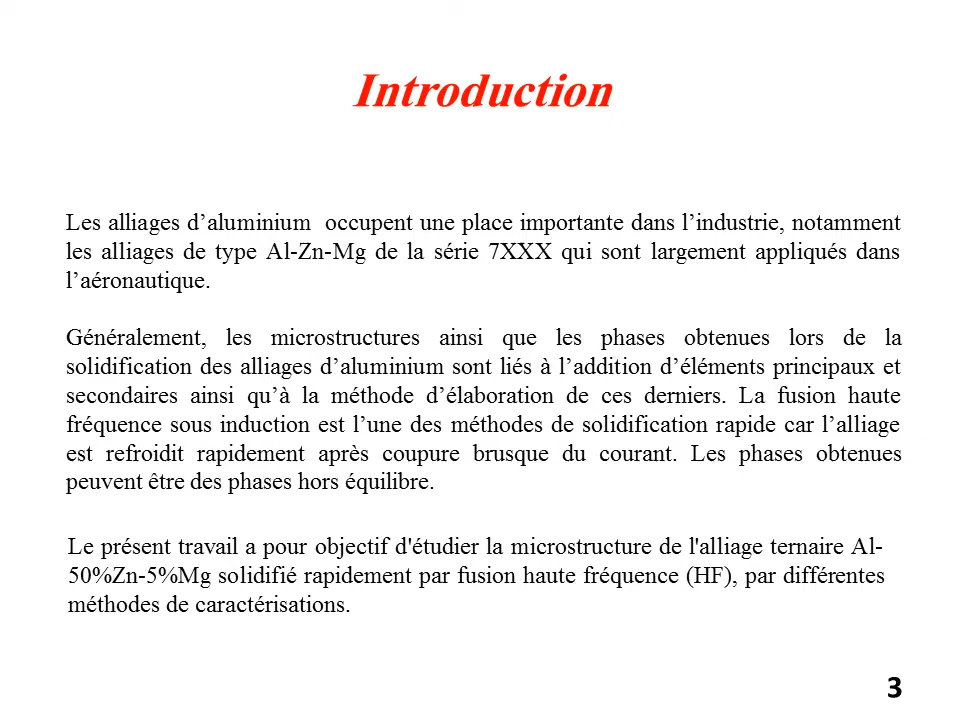 Introduction
Les alliages d’aluminium  occupent une place importante dans l’industrie, notamment
les alliages de type Al-Zn-Mg de la série 7XXX qui sont largement appliqués dans
l’aéronautique.
Généralement, les microstructures ainsi que les phases obtenues lors de la
solidification des alliages d’aluminium sont liés à l’addition d’éléments principaux et
secondaires ainsi qu’à la méthode d’élaboration de ces derniers. La fusion haute
fréquence sous induction est l’une des méthodes de solidification rapide car l’alliage
est refroidit rapidement après coupure brusque du courant. Les phases obtenues
peuvent être des phases hors équilibre.
Le présent travail a pour objectif d'étudier la microstructure de l'alliage ternaire Al-
50%Zn-5%Mg solidifié rapidement par fusion haute fréquence (HF), par différentes
méthodes de caractérisations.
3